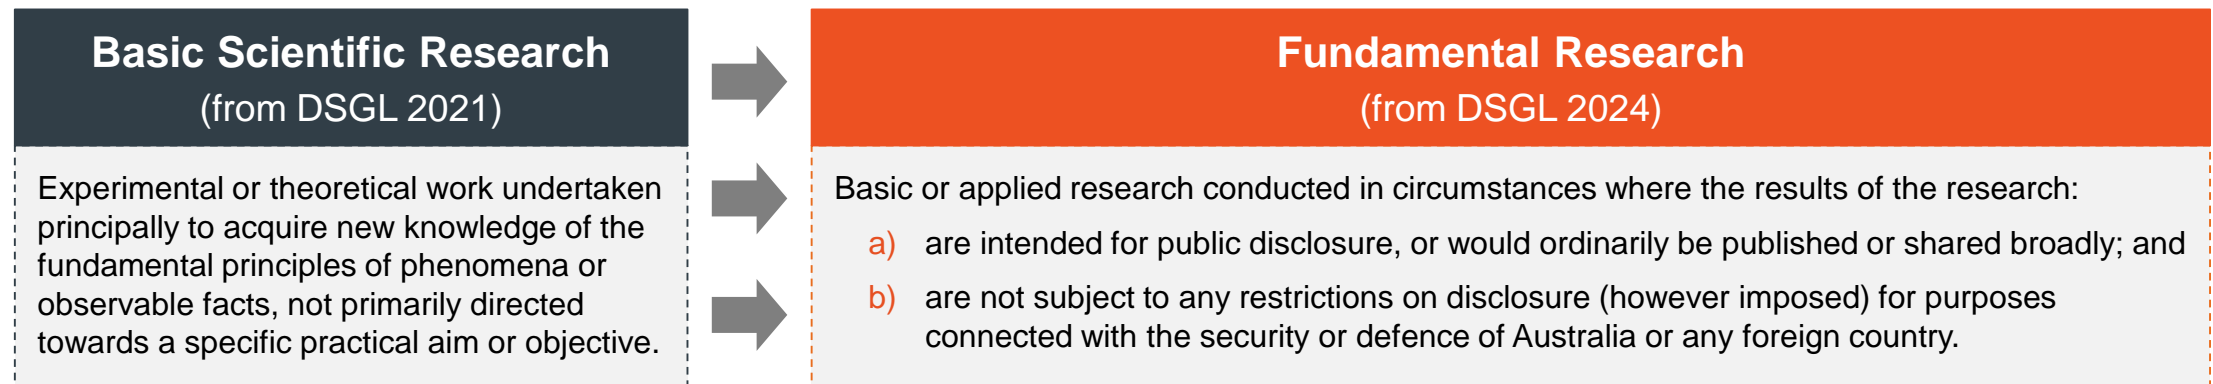 Basic Scientific Research
(from DSGL 2021)
Experimental or theoretical work undertaken
principally to acquire new knowledge of the
fundamental principles of phenomena or
observable facts, not primarily directed
towards a specific practical aim or objective.
Fundamental Research
(from DSGL 2024)
Basic or applied research conducted in circumstances where the results of the research:
a) are intended for public disclosure, or would ordinarily be published or shared broadly; and
b) are not subject to any restrictions on disclosure (however imposed) for purposes
connected with the security or defence of Australia or any foreign country.